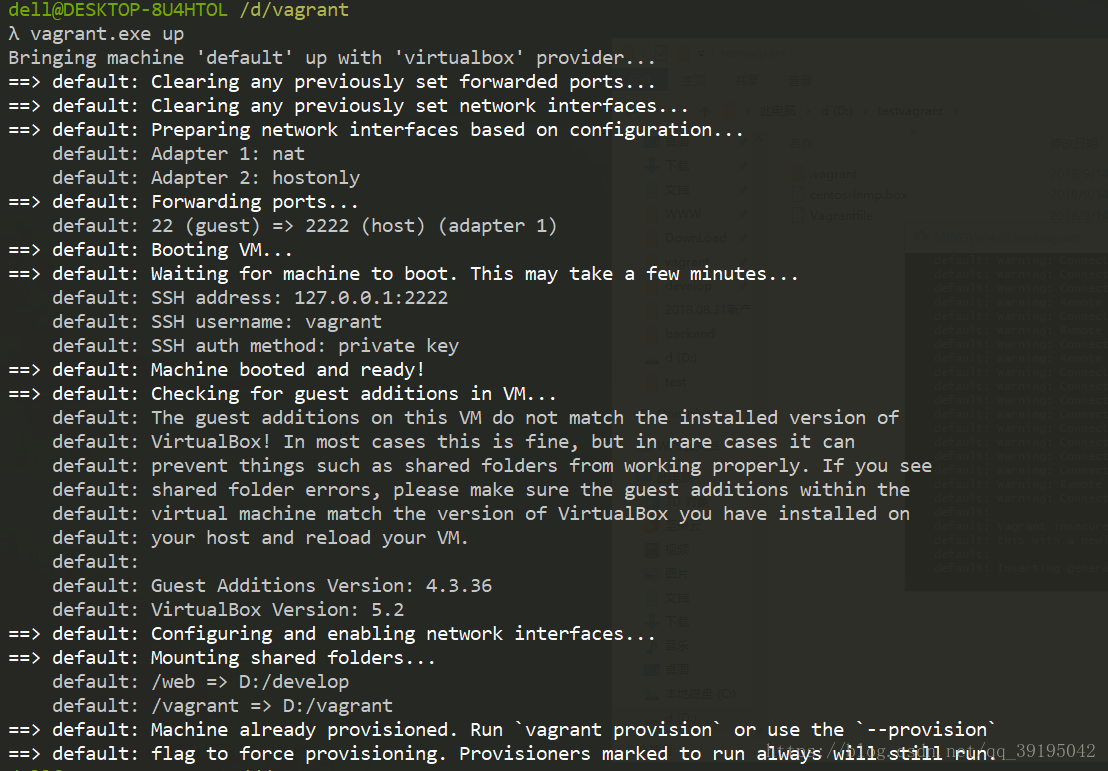 dell@DESKTOP-8U4HTOL /d/vagrant
λ vagrant.exe up
Bringing machine 'default' up with 'virtualbox' provider...
==> default: Clearing any previously set forwarded ports...
==> default: Clearing any previously set network interfaces...
==> default: Preparing network interfaces based on configuration...
    default: Adapter 1: nat
    default: Adapter 2: hostonly
==> default: Forwarding ports...
    default: 22 (guest) => 2222 (host) (adapter 1)
==> default: Booting VM...
==> default: Waiting for machine to boot. This may take a few minutes...
    default: SSH address: 127.0.0.1:2222
    default: SSH username: vagrant
    default: SSH auth method: private key
==> default: Machine booted and ready!
==> default: Checking for guest additions in VM...
    default: The guest additions on this VM do not match the installed version of
    default: VirtualBox! In most cases this is fine, but in rare cases it can
    default: prevent things such as shared folders from working properly. If you see
    default: shared folder errors, please make sure the guest additions within the
    default: virtual machine match the version of VirtualBox you have installed on
    default: your host and reload your VM.
    default:
    default: Guest Additions Version: 4.3.36
    default: VirtualBox Version: 5.2
==> default: Configuring and enabling network interfaces...
==> default: Mounting shared folders...
    default: /web => D:/develop
    default: /vagrant => D:/vagrant
==> default: Machine already provisioned. Run `vagrant provision` or use the `--provision`
==> default: flag to force provisioning. Provisioners marked to run always will still run.
https://blog.csdn.net/qq_39195042